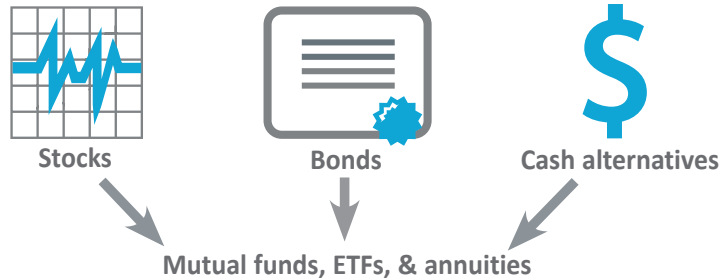 Stocks
Bonds
Cash alternatives
Mutual funds, ETFs, & annuities